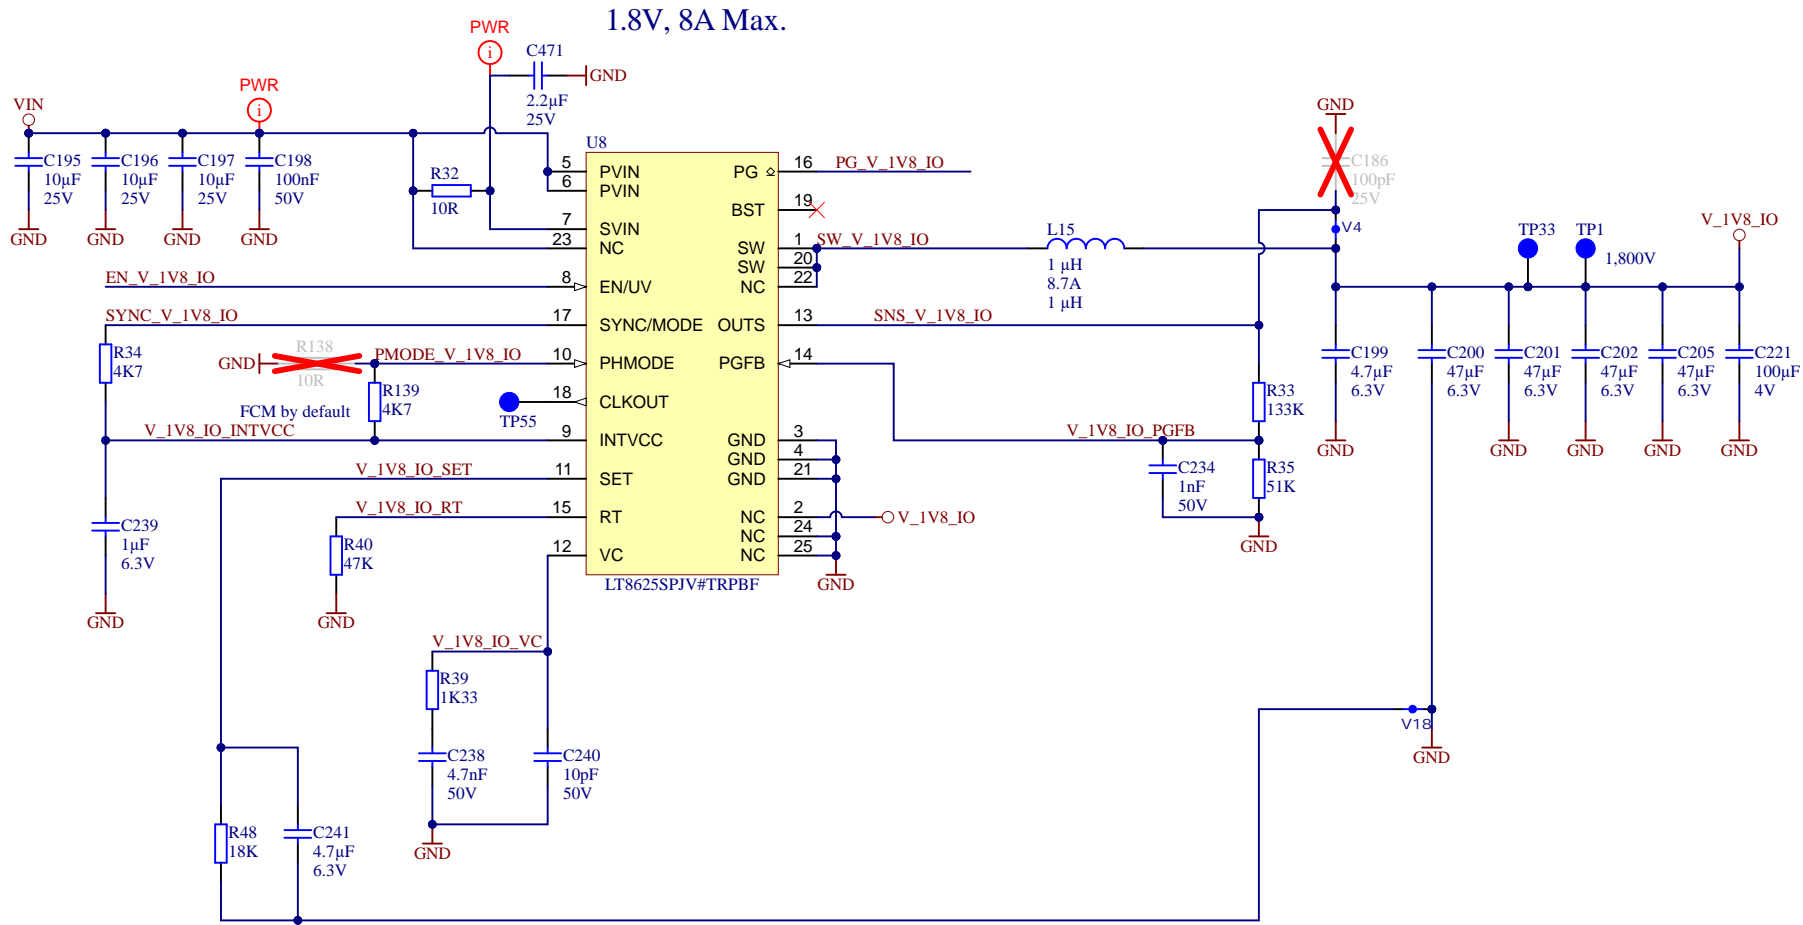 1.8V, 8A Max.
PWR
i
C471
2.2µF
25V
GND
PWR
i
VIN
C195
10µF
25V
GND
C196
10µF
25V
GND
C197
10µF
25V
GND
C198
100nF
50V
GND
R32
10R
U8
5 PVIN
6 PVIN
7 SVIN
23 NC
8 EN/UV
17 SYNC/MODE
10 PHMODE
18 CLKOUT
9 INTVCC
11 SET
15 RT
12 VC
PG 16
BST 19
SW 1
SW 20
NC 22
OUTS 13
PGFB 14
GND 3
GND 4
GND 21
NC 2
NC 24
NC 25
LT8625SPJV#TRPBF
EN_V_1V8_IO
SYNC_V_1V8_IO
R34
4K7
GND
R138
10R
PMODE_V_1V8_IO
R139
4K7
FCM by default
TP55
V_1V8_IO_INTVCC
V_1V8_IO_SET
V_1V8_IO_RT
C239
1µF
6.3V
GND
R40
47K
GND
V_1V8_IO_VC
R39
1K33
C238
4.7nF
50V
C240
10pF
50V
GND
R48
18K
C241
4.7µF
6.3V
PG_V_1V8_IO
SW_V_1V8_IO
L15
1 µH
8.7A
1 µH
SNS_V_1V8_IO
GND
C186
100pF
25V
V4
TP33
TP1
1,800V
V_1V8_IO
R33
133K
V_1V8_IO_PGFB
C234
1nF
50V
R35
51K
GND
V_1V8_IO
GND
C199
4.7µF
6.3V
GND
C200
47µF
6.3V
C201
47µF
6.3V
GND
C202
47µF
6.3V
GND
C205
47µF
6.3V
GND
C221
100µF
4V
GND
V18
GND